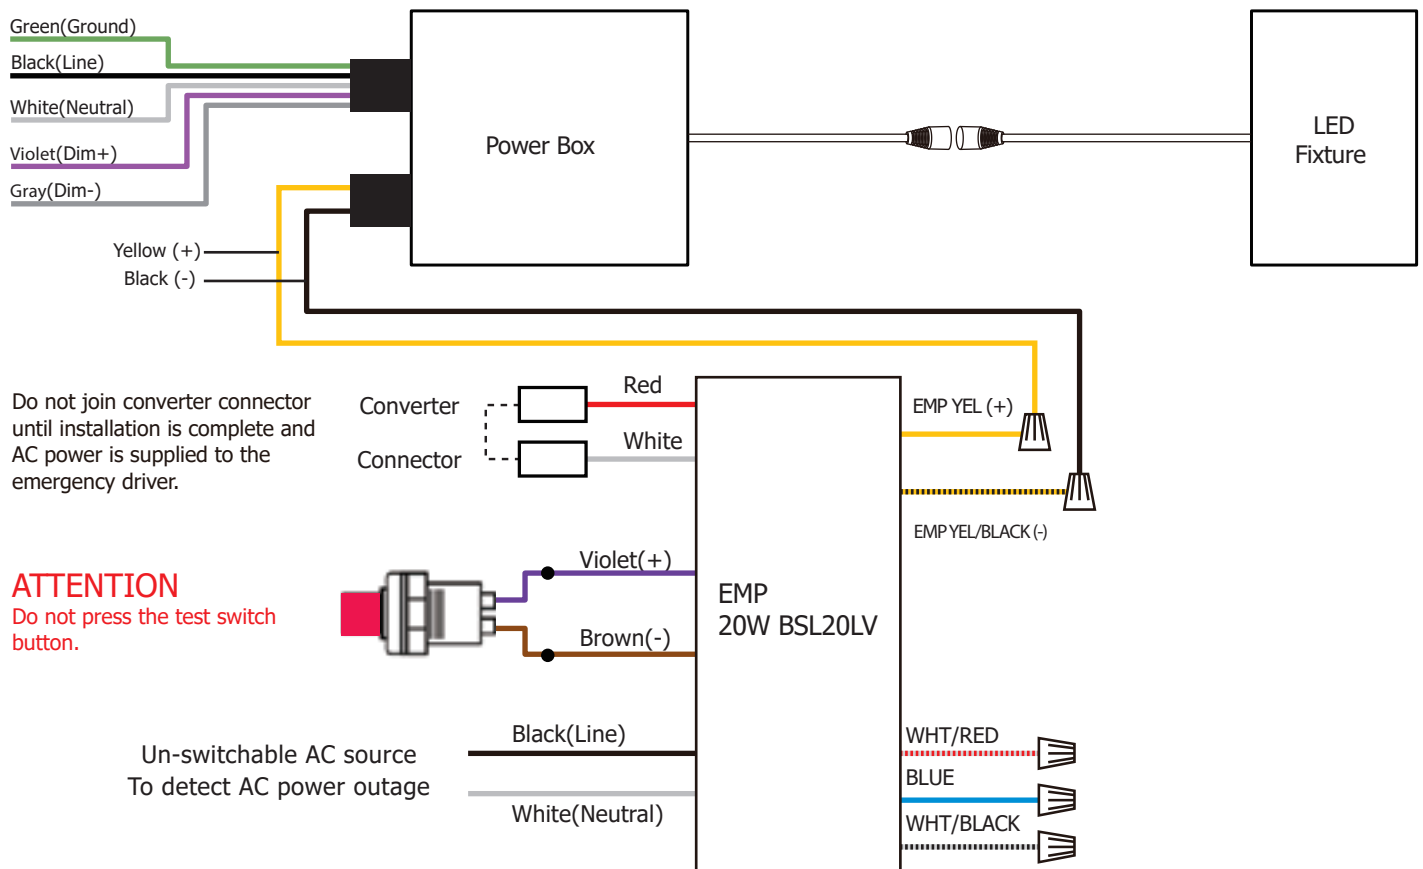 Green(Ground)
Black(Line)
White(Neutral)
Violet(Dim+)
Gray(Dim-)
Yellow (+)
Black (-)
Power Box
LED
Fixture
Do not join converter connector
until installation is complete and
AC power is supplied to the
emergency driver.
Converter
Connector
Red
White
EMP YEL (+)
EMP YEL/BLACK (-)
ATTENTION
Do not press the test switch
button.
Violet(+)
Brown(-)
EMP
20W BSL20LV
Un-switchable AC source
To detect AC power outage
Black(Line)
White(Neutral)
WHT/RED
BLUE
WHT/BLACK